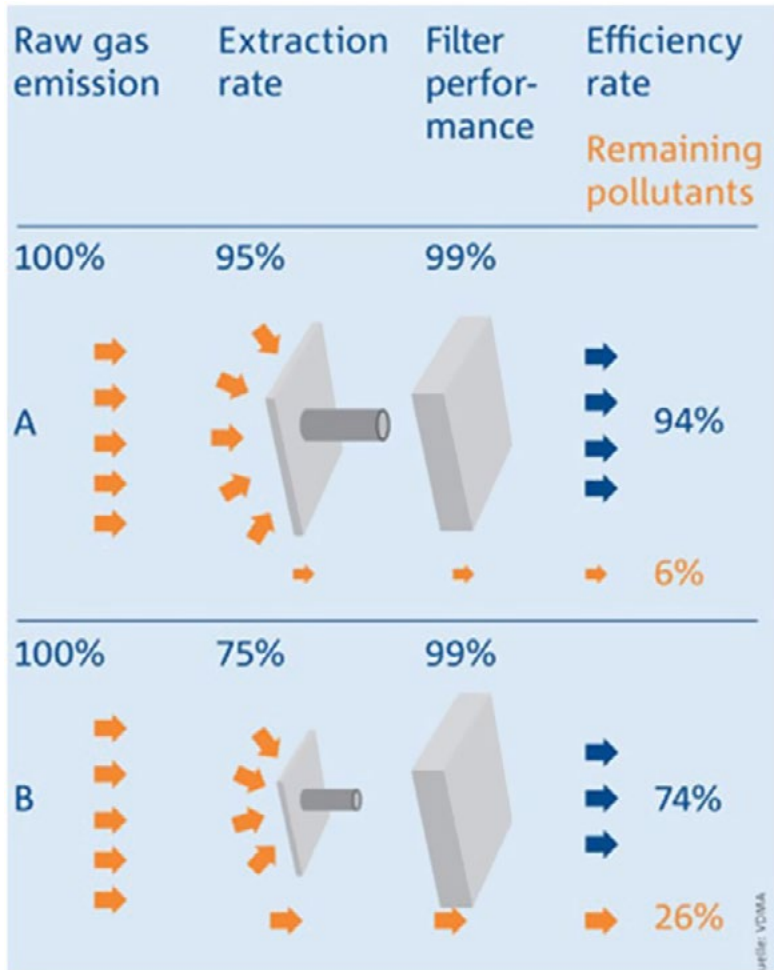 Raw gas
emission
Extraction
rate
Filter
perfor-
mance
Efficiency
rate
Remaining
pollutants
100%
95%
99%
A
94%
6%
100%
75%
99%
B
74%
26%
VDMA